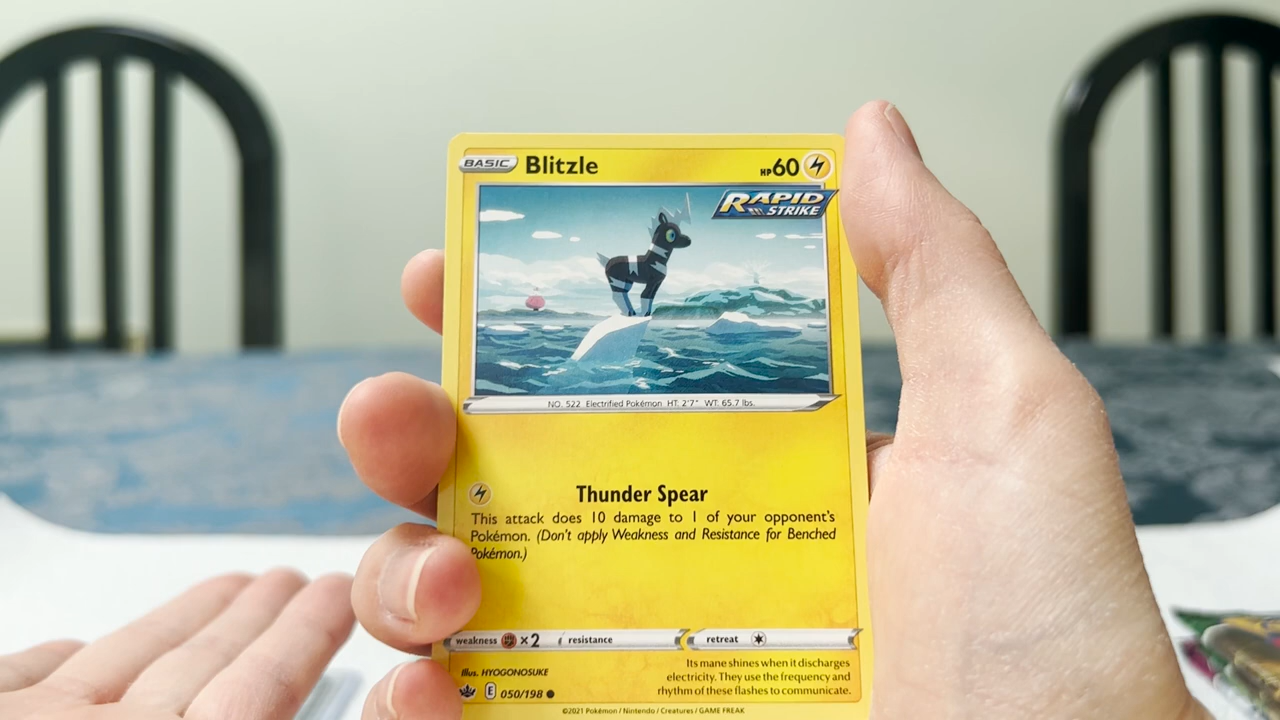 BASIC Blitzle HP60
RAPID
STRIKE
NO. 522 Electrified Pokémon HT. 2'7" WT. 65.7 lbs.
Thunder Spear
This attack does 10 damage to 1 of your opponent's
Pokémon. (Don't apply Weakness and Resistance for Benched
Pokémon.)
weakness ×2 resistance retreat
Illus. HYOGONOSUKE
Its mane shines when it discharges
electricity. They use the frequency and
rhythm of these flashes to communicate.
E 050/198
©2021 Pokémon / Nintendo / Creatures / GAME FREAK